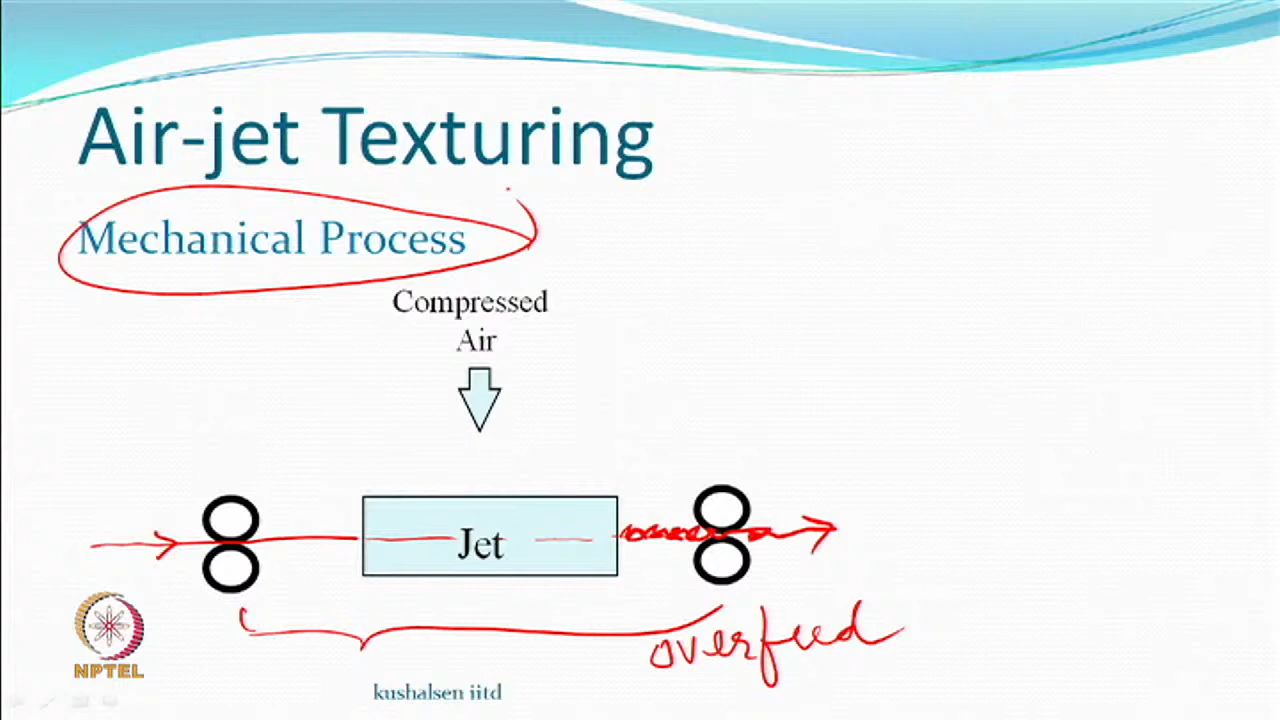 Air-jet Texturing
Mechanical Process
Compressed
Air
Jet
overfeed
NPTEL
kushalsen iitd